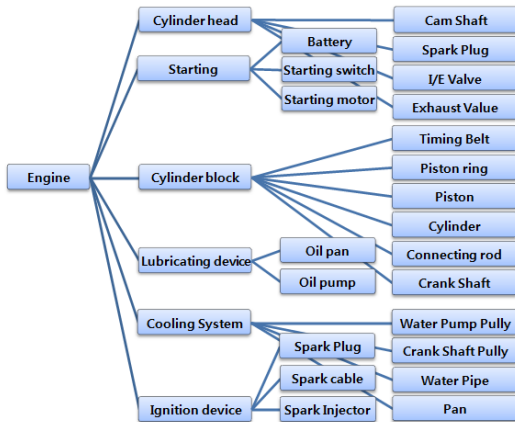 Cylinder head
Cam Shaft
Battery
Spark Plug
Starting
Starting switch
I/E Valve
Starting motor
Exhaust Value
Timing Belt
Piston ring
Engine
Cylinder block
Piston
Cylinder
Oil pan
Connecting rod
Lubricating device
Oil pump
Crank Shaft
Cooling System
Water Pump Pully
Spark Plug
Crank Shaft Pully
Spark cable
Water Pipe
Ignition device
Spark Injector
Pan